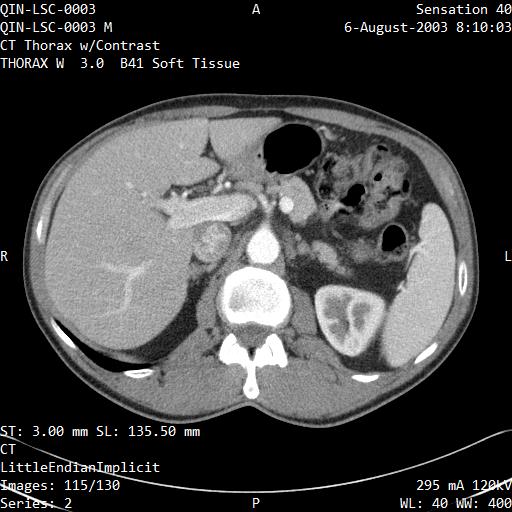 QIN-LSC-0003 A Sensation 40
QIN-LSC-0003 M 6-August-2003 8:10:03
CT Thorax w/Contrast
THORAX W 3.0 B41 Soft Tissue
R L
ST: 3.00 mm SL: 135.50 mm
CT
LittleEndianImplicit
Images: 115/130 295 mA 120kV
Series: 2 P WL: 40 WW: 400